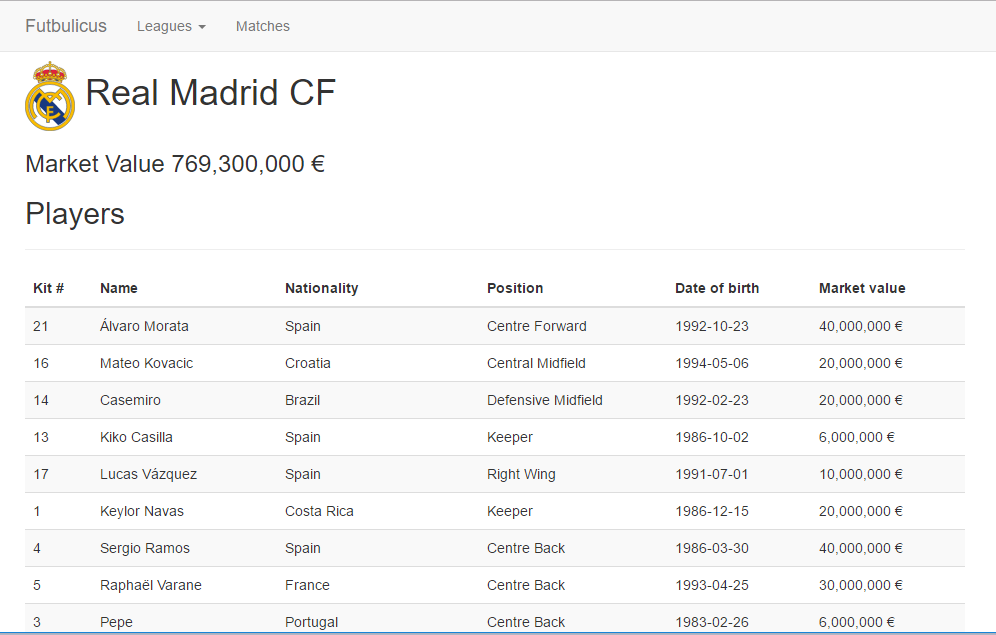 Futbulicus Leagues Matches
Real Madrid CF
Market Value 769,300,000 €
Players
Kit # Name Nationality Position Date of birth Market value
21 Álvaro Morata Spain Centre Forward 1992-10-23 40,000,000 €
16 Mateo Kovacic Croatia Central Midfield 1994-05-06 20,000,000 €
14 Casemiro Brazil Defensive Midfield 1992-02-23 20,000,000 €
13 Kiko Casilla Spain Keeper 1986-10-02 6,000,000 €
17 Lucas Vázquez Spain Right Wing 1991-07-01 10,000,000 €
1 Keylor Navas Costa Rica Keeper 1986-12-15 20,000,000 €
4 Sergio Ramos Spain Centre Back 1986-03-30 40,000,000 €
5 Raphaël Varane France Centre Back 1993-04-25 30,000,000 €
3 Pepe Portugal Centre Back 1983-02-26 6,000,000 €